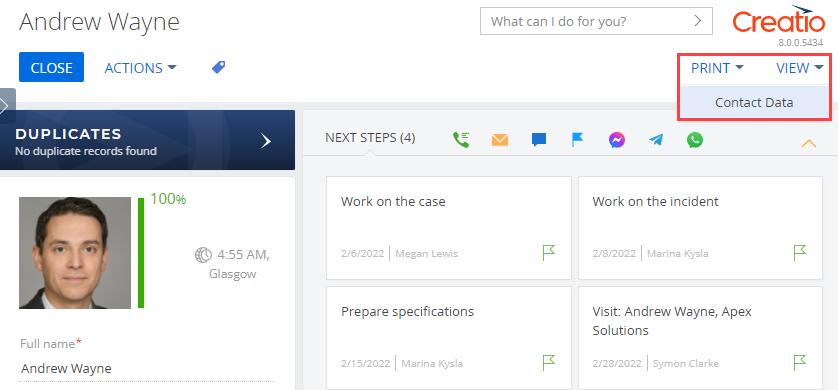 Andrew Wayne
What can I do for you?
Creatio
8.0.0.5434
CLOSE
ACTIONS
PRINT
VIEW
Contact Data
DUPLICATES
No duplicate records found
NEXT STEPS (4)
100%
4:55 AM,
Glasgow
Full name*
Andrew Wayne
Work on the case
2/6/2022
Megan Lewis
Work on the incident
2/8/2022
Marina Kysla
Prepare specifications
2/15/2022
Marina Kysla
Visit: Andrew Wayne, Apex
Solutions
2/28/2022
Symon Clarke